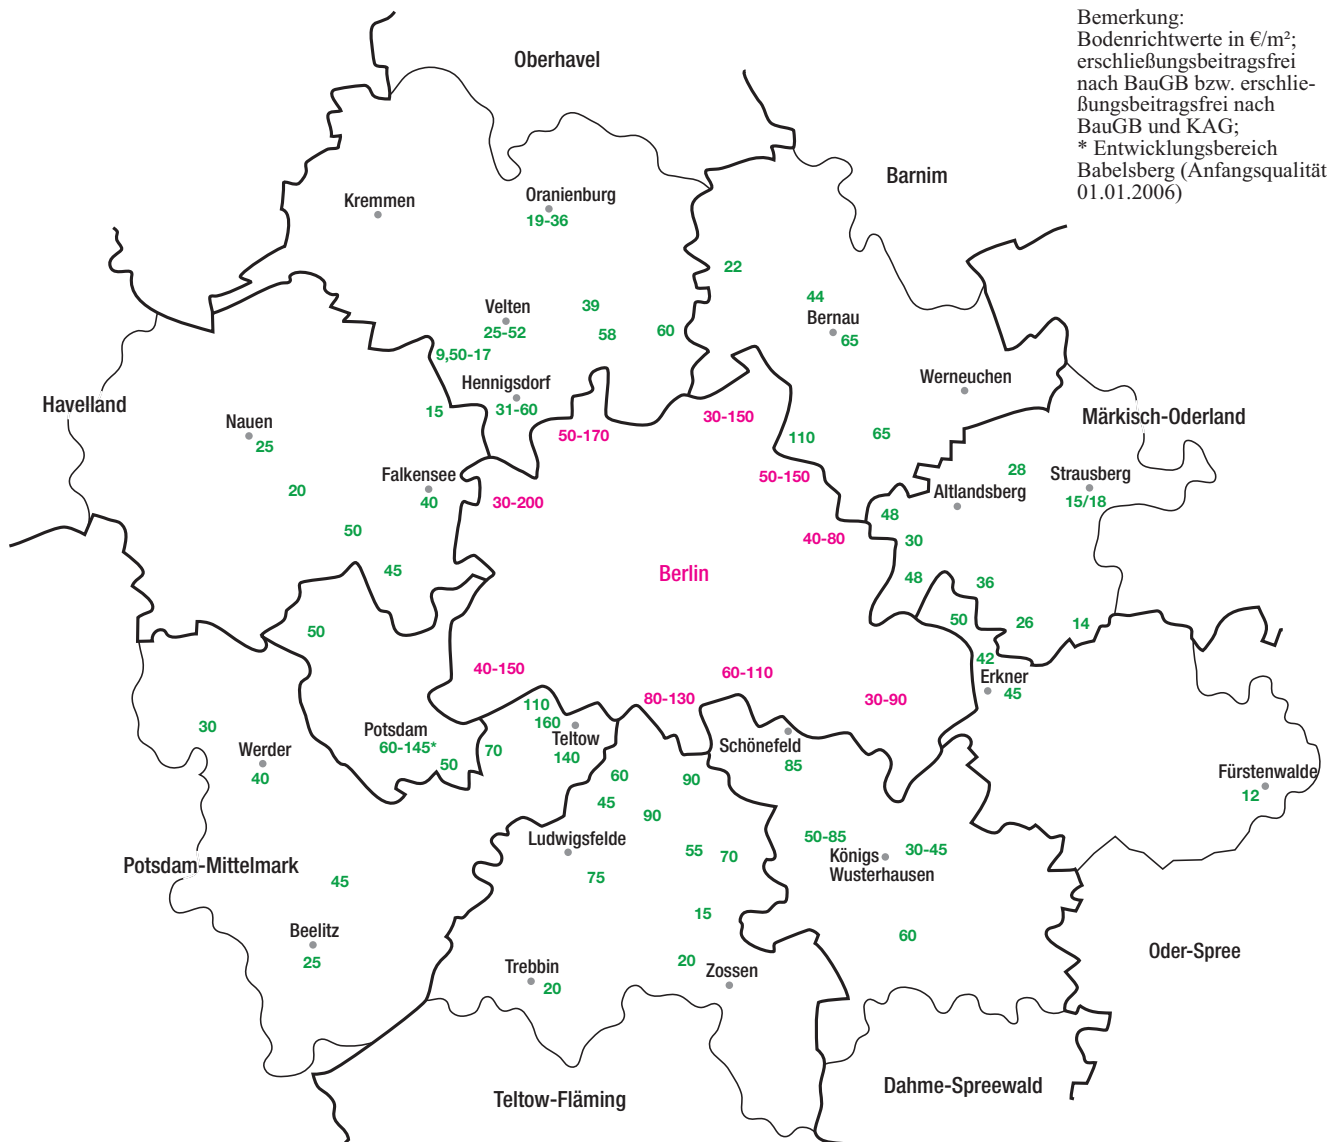 Bemerkung:
Bodenrichtwerte in €/m²;
erschließungsbeitragsfrei
nach BauGB bzw. erschlie-
ßungsbeitragsfrei nach
BauGB und KAG;
* Entwicklungsbereich
Babelsberg (Anfangsqualität
01.01.2006)
Oberhavel
Barnim
Kremmen
Oranienburg
19-36
22
44
Bernau
65
Velten
25-52
39
58
60
9,50-17
Hennigsdorf
31-60
15
Havelland
Nauen
25
20
Falkensee
40
50
45
Werneuchen
Märkisch-Oderland
50-170
30-150
110
65
50-150
30-200
40-80
28
Altlandsberg
Strausberg
15/18
48
30
48
36
50
26
14
42
Erkner
45
Berlin
50
40-150
60-110
80-130
30-90
30
Werder
40
Potsdam
60-145*
50
70
110
160
Teltow
140
Schönefeld
85
60
90
45
90
Ludwigsfelde
75
55
70
50-85
Königs
Wusterhausen
30-45
Fürstenwalde
12
Potsdam-Mittelmark
45
Beelitz
25
15
60
20
Zossen
Trebbin
20
Oder-Spree
Dahme-Spreewald
Teltow-Fläming